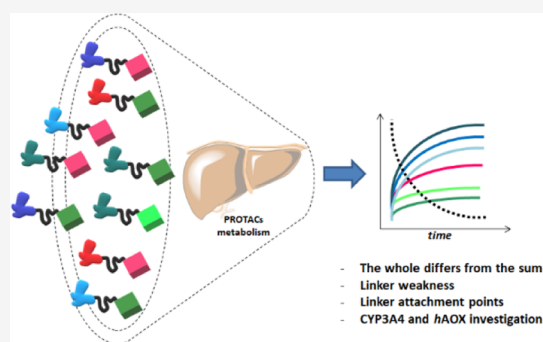 PROTACs
metabolism
time
- The whole differs from the sum
- Linker weakness
- Linker attachment points
- CYP3A4 and hAOX investigation